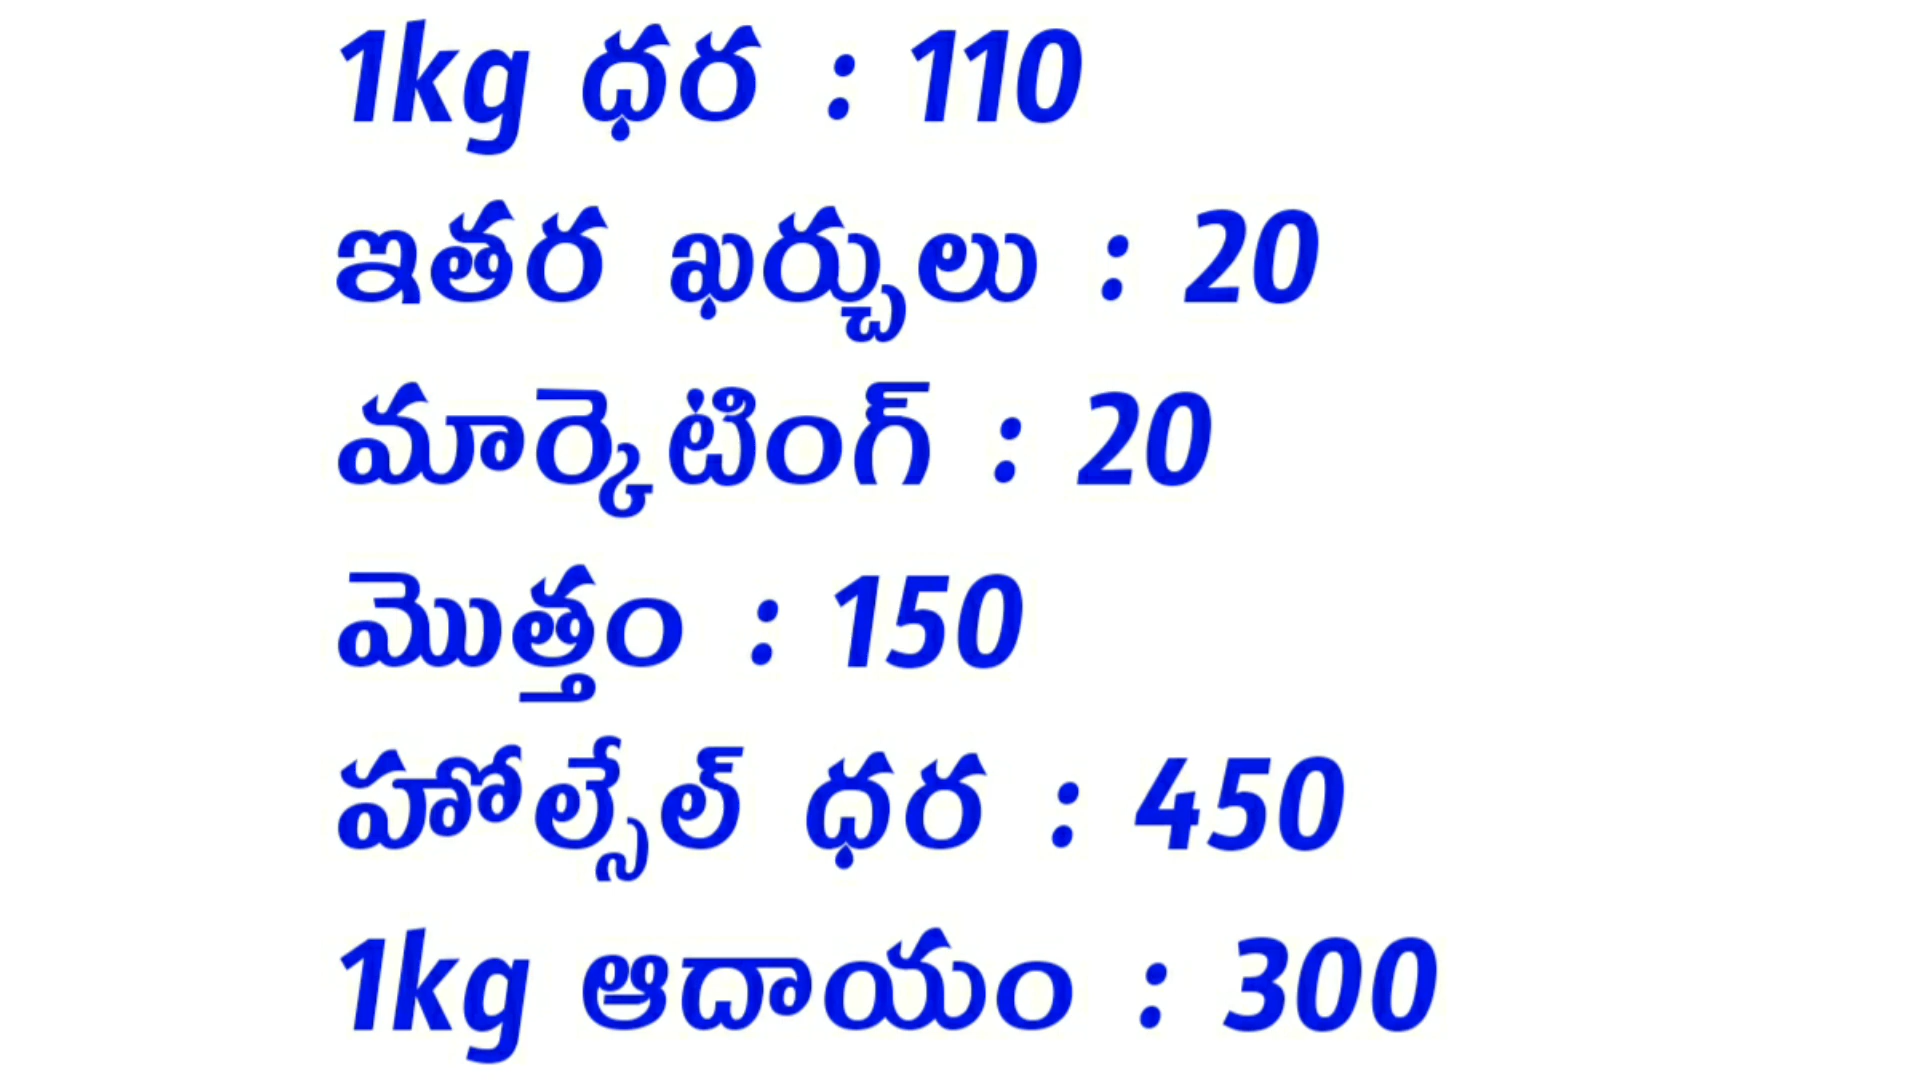 1kg ధర : 110
ఇతర ఖర్చులు : 20
మార్కెటింగ్ : 20
మొత్తం : 150
హోల్సేల్ ధర : 450
1kg ఆదాయం : 300